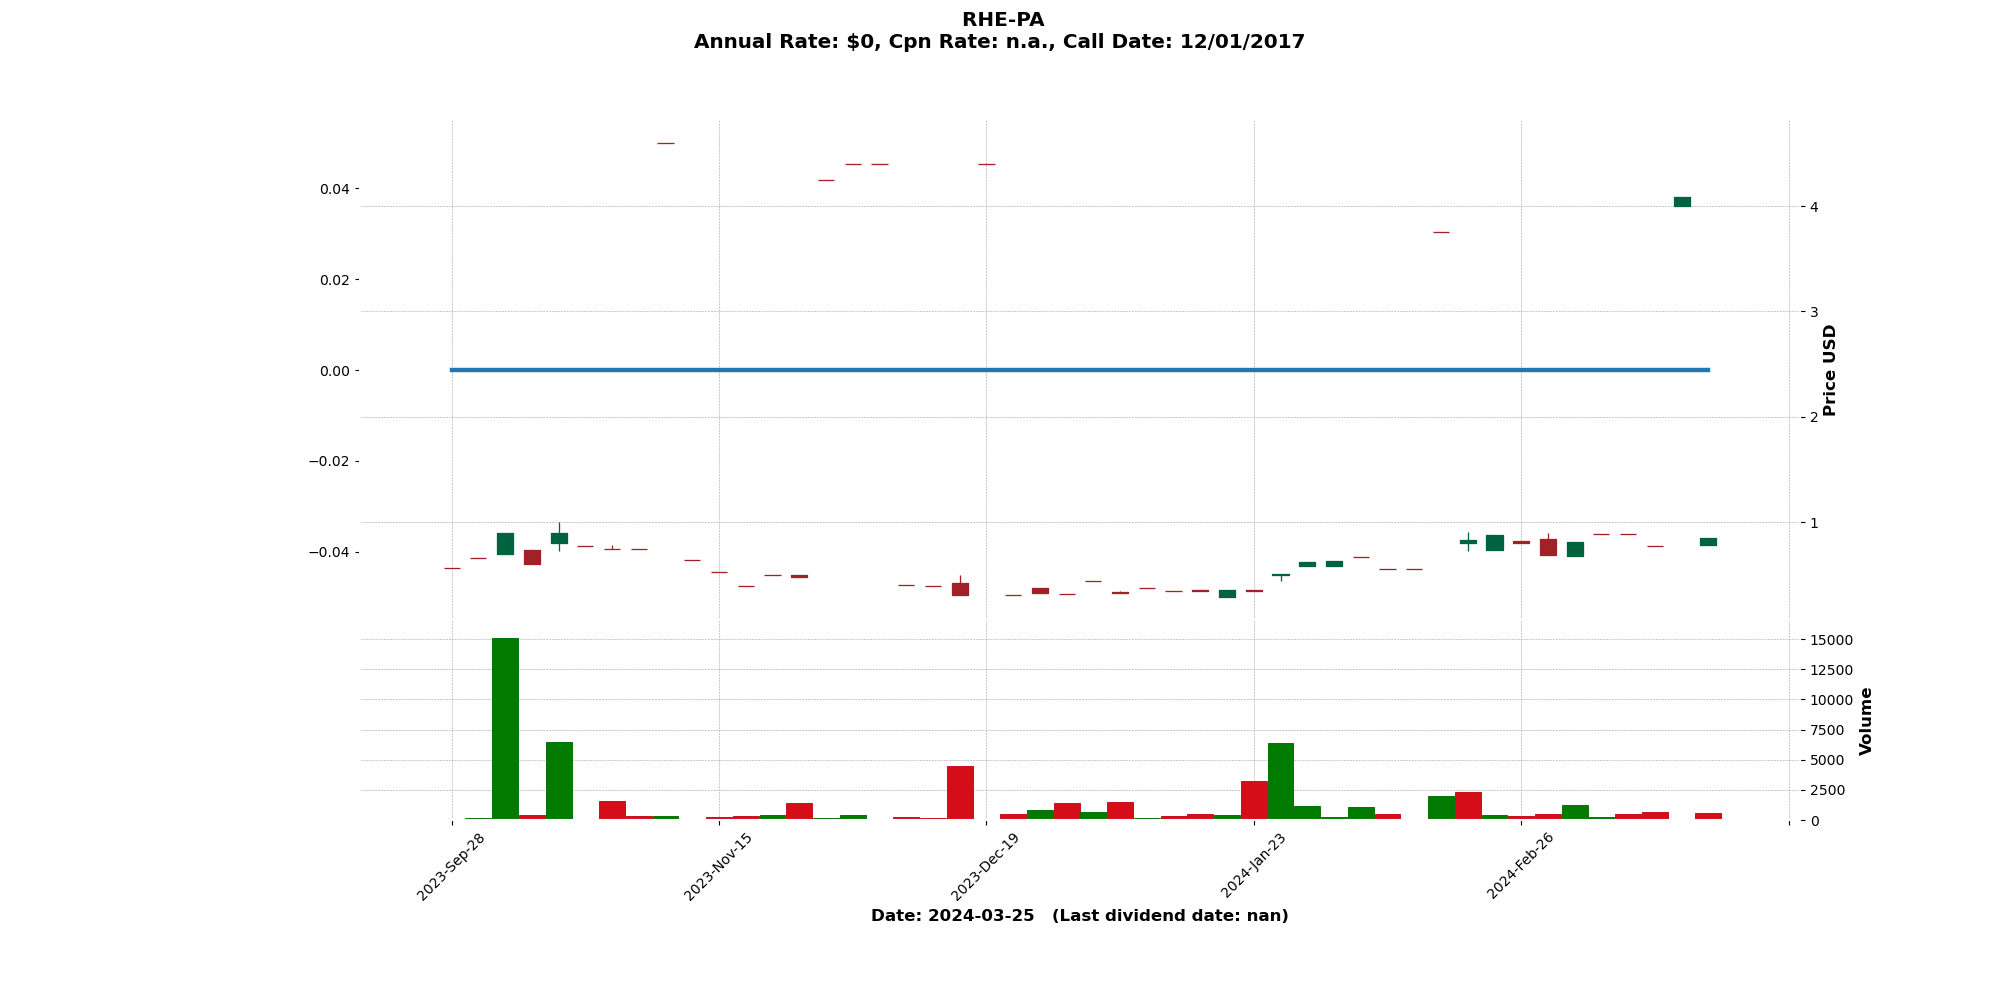 RHE-PA
Annual Rate: $0, Cpn Rate: n.a., Call Date: 12/01/2017
0.04
0.02
0.00
−0.02
−0.04
4
3
2
1
Price USD
15000
12500
10000
7500
5000
2500
0
Volume
2023-Sep-28
2023-Nov-15
2023-Dec-19
2024-Jan-23
2024-Feb-26
Date: 2024-03-25   (Last dividend date: nan)